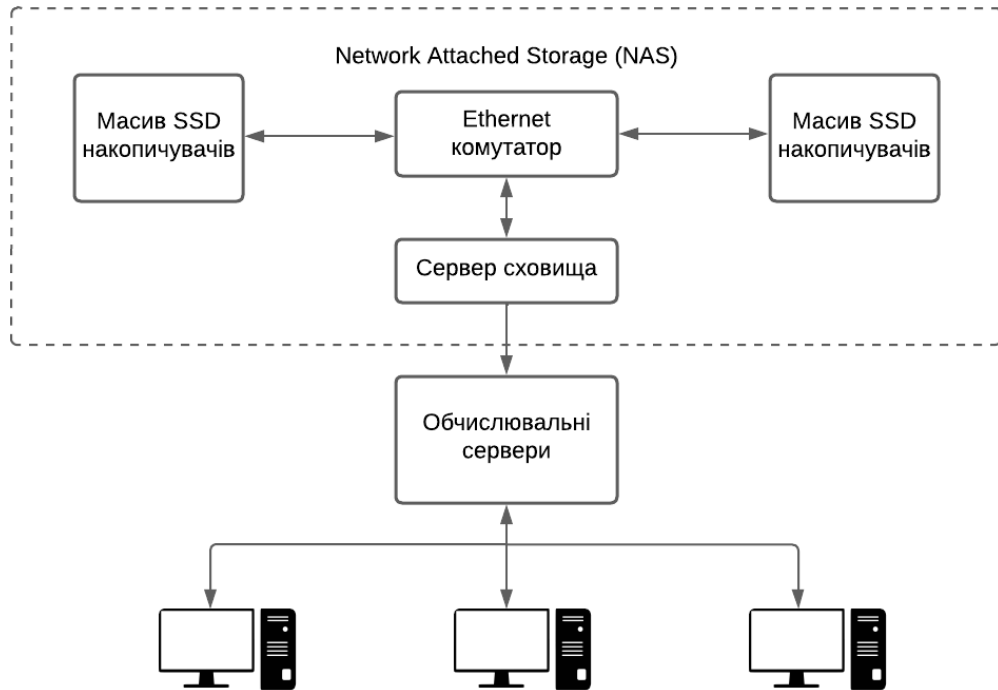 Network Attached Storage (NAS)
Масив SSD
накопичувачів
Ethernet
комутатор
Масив SSD
накопичувачів
Сервер сховища
Обчислювальні
сервери